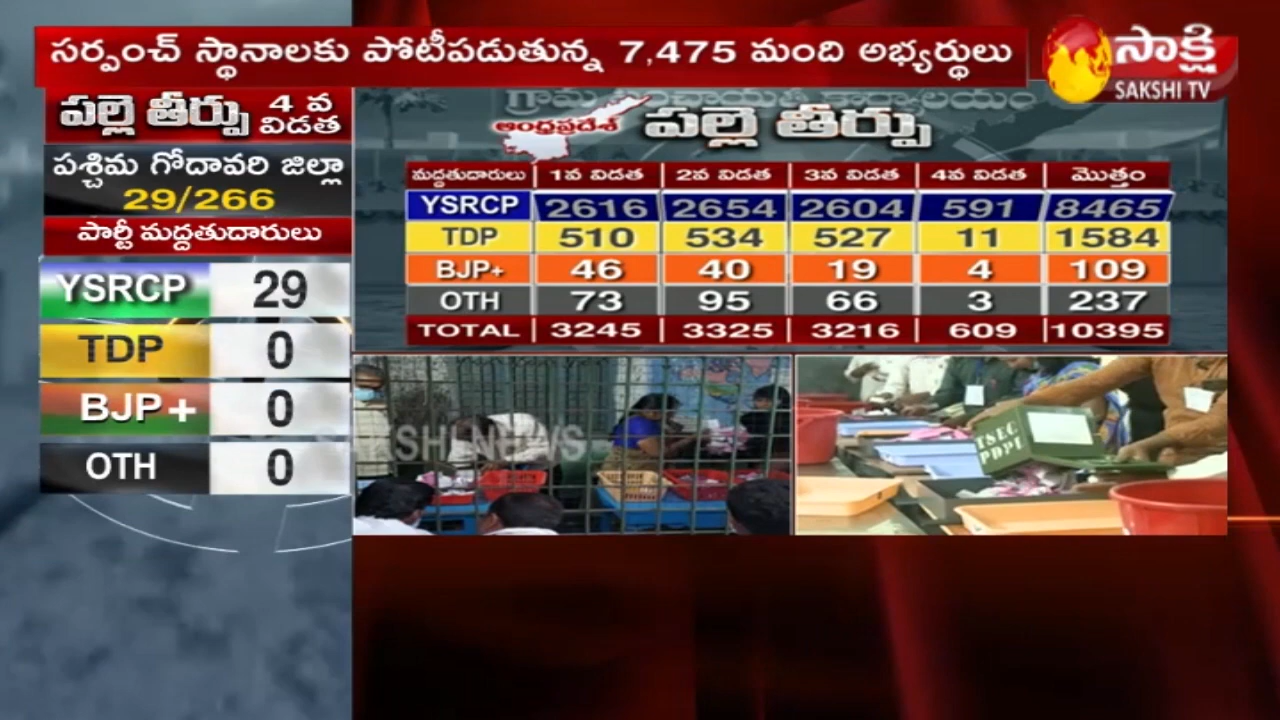 సర్పంచ్ స్థానాలకు పోటీపడుతున్న 7,475 మంది అభ్యర్థులు
సాక్షి
SAKSHI TV
పల్లె తీర్పు 4 వ విడత
పశ్చిమ గోదావరి జిల్లా
29/266
పార్టీ మద్దతుదారులు
YSRCP 29
TDP 0
BJP+ 0
OTH 0
గ్రామ పంచాయితీ కార్యాలయం
ఆంధ్రప్రదేశ్ పల్లె తీర్పు
మద్దతుదారులు 1వ విడత 2వ విడత 3వ విడత 4వ విడత మొత్తం
YSRCP 2616 2654 2604 591 8465
TDP 510 534 527 11 1584
BJP+ 46 40 19 4 109
OTH 73 95 66 3 237
TOTAL 3245 3325 3216 609 10395
SAKSHI NEWS
TSEC
PDPL